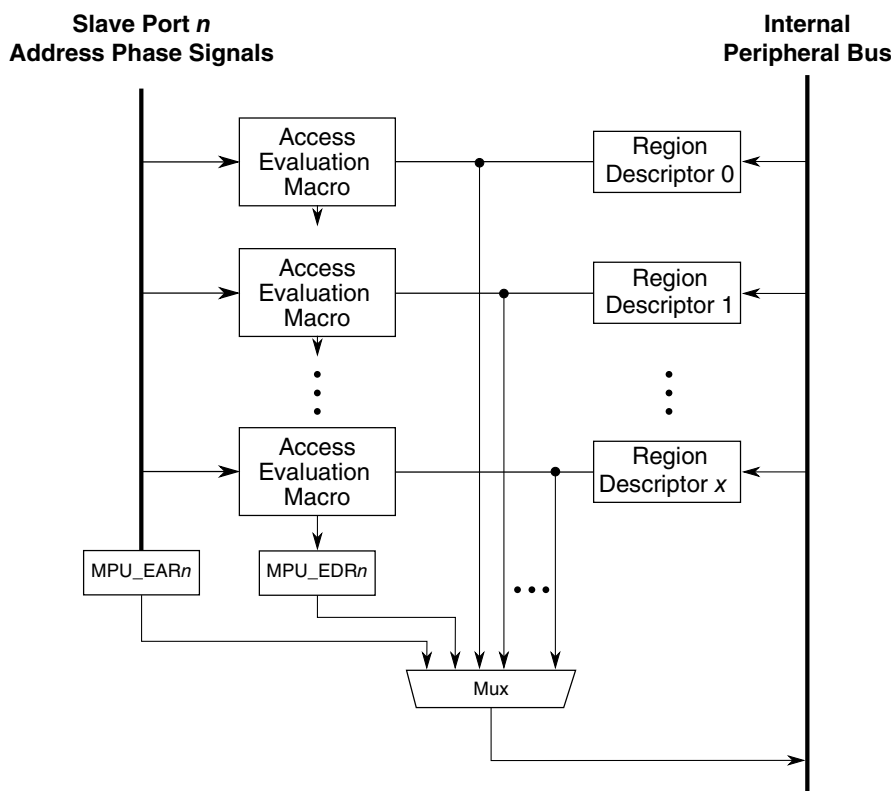 Slave Port n
Address Phase Signals
Internal
Peripheral Bus
Access
Evaluation
Macro
Region
Descriptor 0
Access
Evaluation
Macro
Region
Descriptor 1
Access
Evaluation
Macro
Region
Descriptor x
MPU_EARn
MPU_EDRn
Mux